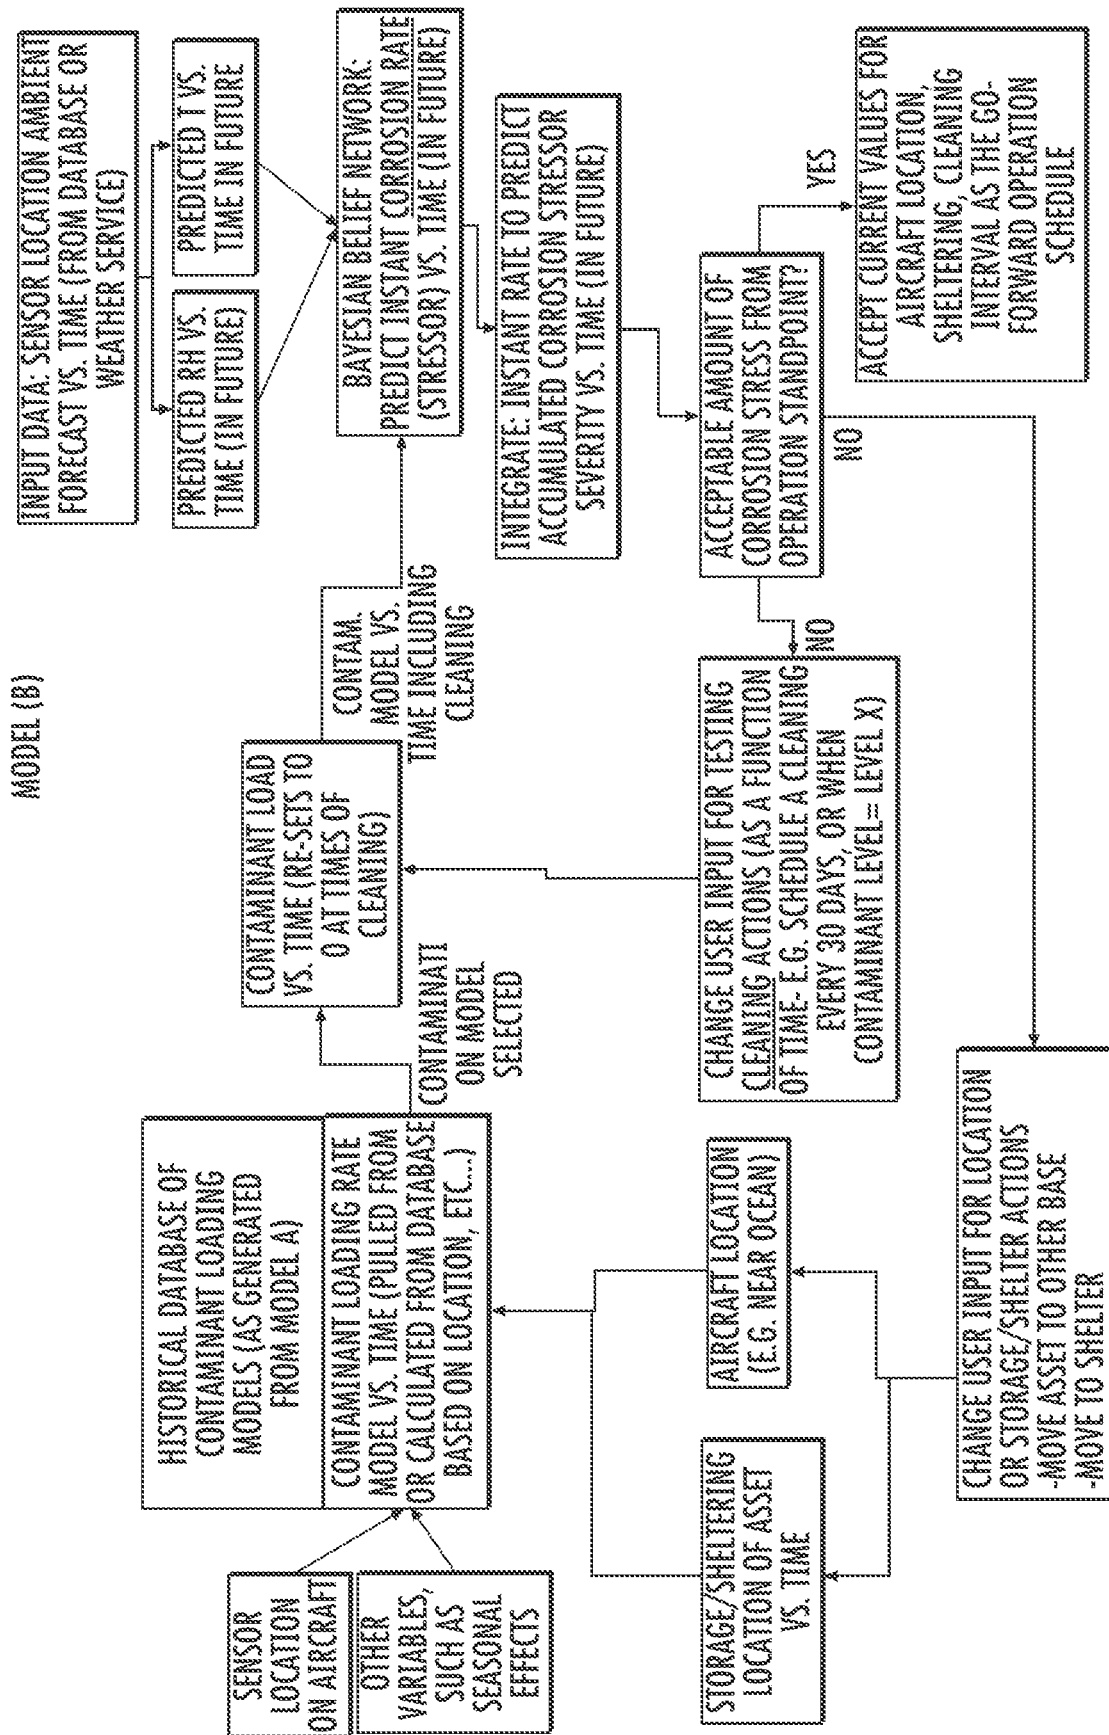 MODEL (B)
SENSOR
LOCATION
ON AIRCRAFT
OTHER
VARIABLES,
SUCH AS
SEASONAL
EFFECTS
HISTORICAL DATABASE OF
CONTAMINANT LOADING
MODELS (AS GENERATED
FROM MODEL A)
CONTAMINANT LOADING RATE
MODEL VS. TIME (PULLED FROM
OR CALCULATED FROM DATABASE
BASED ON LOCATION, ETC...)
CONTAMINATI
ON MODEL
SELECTED
CONTAMINANT LOAD
VS. TIME (RE-SETS TO
0 AT TIMES OF
CLEANING)
CONTAM.
MODEL VS.
TIME INCLUDING
CLEANING
INPUT DATA: SENSOR LOCATION AMBIENT
FORECAST VS. TIME (FROM DATABASE OR
WEATHER SERVICE)
PREDICTED RH VS.
TIME (IN FUTURE)
PREDICTED T VS.
TIME IN FUTURE
BAYESIAN BELIEF NETWORK:
PREDICT INSTANT CORROSION RATE
(STRESSOR) VS. TIME (IN FUTURE)
INTEGRATE: INSTANT RATE TO PREDICT
ACCUMULATED CORROSION STRESSOR
SEVERITY VS. TIME (IN FUTURE)
ACCEPTABLE AMOUNT OF
CORROSION STRESS FROM
OPERATION STANDPOINT?
YES
NO
NO
ACCEPT CURRENT VALUES FOR
AIRCRAFT LOCATION,
SHELTERING, CLEANING
INTERVAL AS THE GO-
FORWARD OPERATION
SCHEDULE
CHANGE USER INPUT FOR TESTING
CLEANING ACTIONS (AS A FUNCTION
OF TIME- E.G. SCHEDULE A CLEANING
EVERY 30 DAYS, OR WHEN
CONTAMINANT LEVEL= LEVEL X)
STORAGE/SHELTERING
LOCATION OF ASSET
VS. TIME
AIRCRAFT LOCATION
(E.G. NEAR OCEAN)
CHANGE USER INPUT FOR LOCATION
OR STORAGE/SHELTER ACTIONS
-MOVE ASSET TO OTHER BASE
-MOVE TO SHELTER